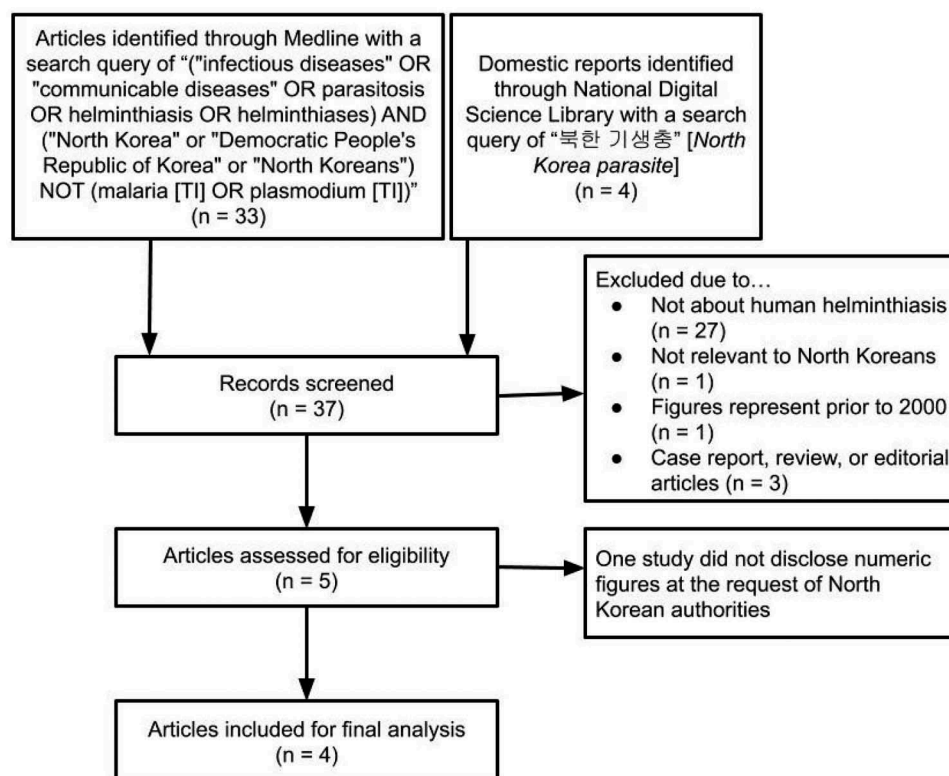 Articles identified through Medline with a
search query of “("infectious diseases" OR
"communicable diseases" OR parasitosis
OR helminthiasis OR helminthiases) AND
("North Korea" or "Democratic People's
Republic of Korea" or "North Koreans")
NOT (malaria [TI] OR plasmodium [TI])”
(n = 33)
Domestic reports identified
through National Digital
Science Library with a search
query of “북한 기생충” [North
Korea parasite]
(n = 4)
Records screened
(n = 37)
Excluded due to…
● Not about human helminthiasis
(n = 27)
● Not relevant to North Koreans
(n = 1)
● Figures represent prior to 2000
(n = 1)
● Case report, review, or editorial
articles (n = 3)
Articles assessed for eligibility
(n = 5)
One study did not disclose numeric
figures at the request of North
Korean authorities
Articles included for final analysis
(n = 4)